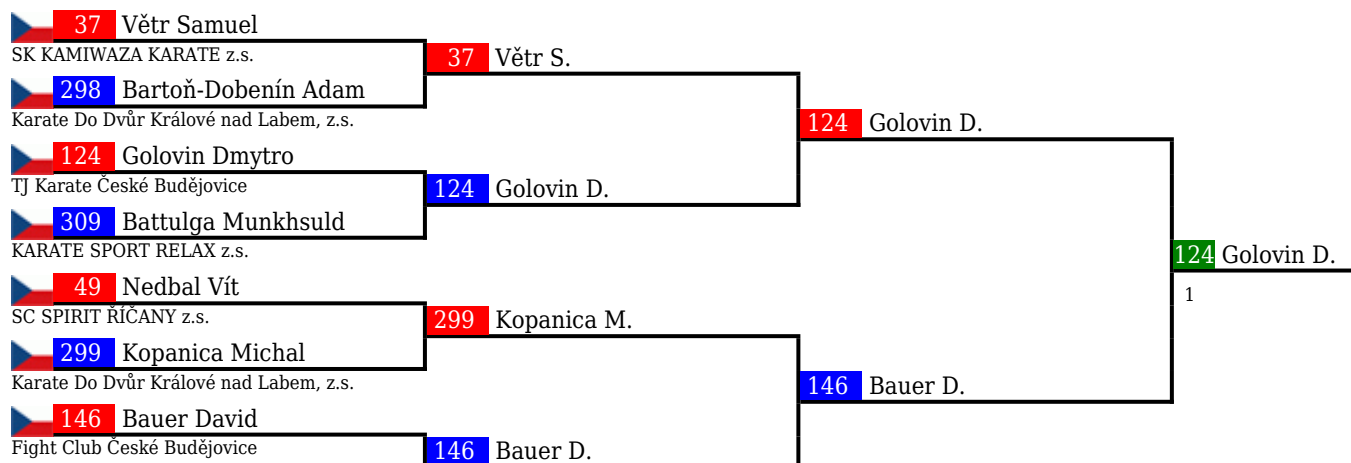 37 Větr Samuel
SK KAMIWAZA KARATE z.s.
37 Větr S.
298 Bartoň-Dobenín Adam
Karate Do Dvůr Králové nad Labem, z.s.
124 Golovin D.
124 Golovin Dmytro
TJ Karate České Budějovice
124 Golovin D.
309 Battulga Munkhsuld
KARATE SPORT RELAX z.s.
124 Golovin D.
1
49 Nedbal Vít
SC SPIRIT ŘÍČANY z.s.
299 Kopanica M.
299 Kopanica Michal
Karate Do Dvůr Králové nad Labem, z.s.
146 Bauer D.
146 Bauer David
Fight Club České Budějovice
146 Bauer D.